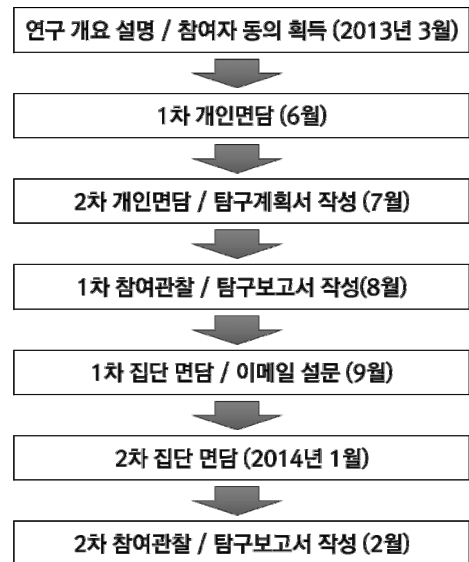 연구 개요 설명 / 참여자 동의 획득 (2013년 3월)
1차 개인면담 (6월)
2차 개인면담 / 탐구계획서 작성 (7월)
1차 참여관찰 / 탐구보고서 작성(8월)
1차 집단 면담 / 이메일 설문 (9월)
2차 집단 면담 (2014년 1월)
2차 참여관찰 / 탐구보고서 작성 (2월)